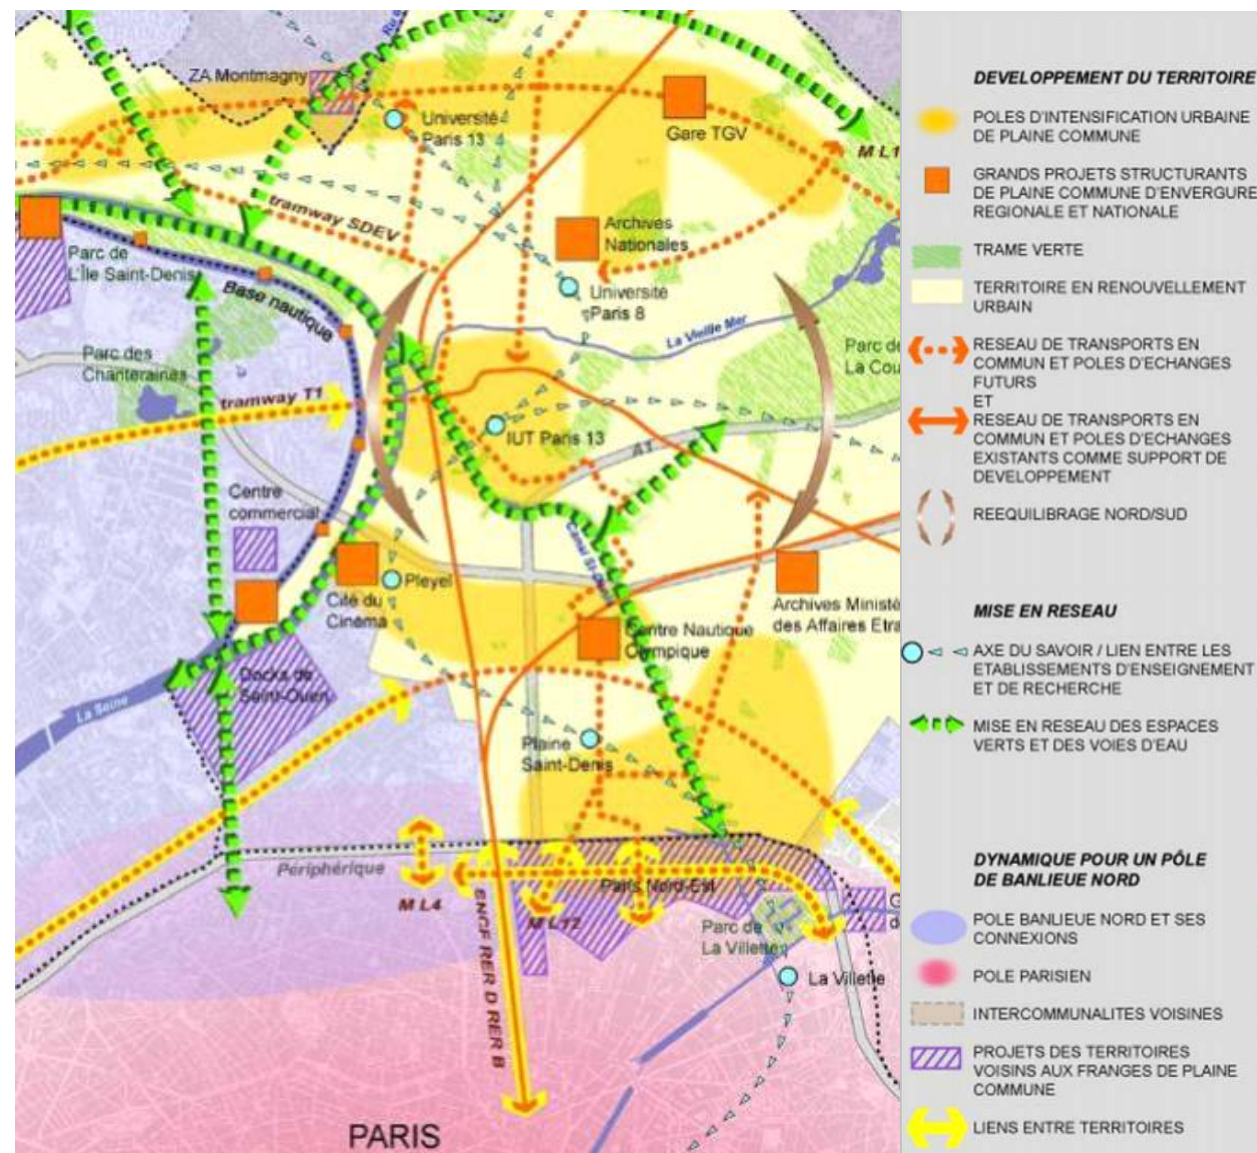 ZA Montmagny
Université
Paris 13
Gare TGV
M L1
tramway SDEV
Archives
Nationales
Parc de
L'Île Saint-Denis
Base nautique
Université
Paris 8
La Vieille Mer
Parc des
Chanteraines
Parc de
La Cou
tramway T1
IUT Paris 13
A1
Centre
commercial
Canal St-Denis
Pleyel
Cité du
Cinéma
Archives Ministè
des Affaires Etra
Centre Nautique
Olympique
Docks de
Saint-Ouen
La Seine
Plaine
Saint-Denis
Périphérique
Paris Nord-Est
M L4
M L12
SNCF RER D RER B
Parc de
La Villette
La Villette
PARIS
DEVELOPPEMENT DU TERRITOIRE
POLES D'INTENSIFICATION URBAINE
DE PLAINE COMMUNE
GRANDS PROJETS STRUCTURANTS
DE PLAINE COMMUNE D'ENVERGURE
REGIONALE ET NATIONALE
TRAME VERTE
TERRITOIRE EN RENOUVELLEMENT
URBAIN
RESEAU DE TRANSPORTS EN
COMMUN ET POLES D'ECHANGES
FUTURS
ET
RESEAU DE TRANSPORTS EN
COMMUN ET POLES D'ECHANGES
EXISTANTS COMME SUPPORT DE
DEVELOPPEMENT
REEQUILIBRAGE NORD/SUD
MISE EN RESEAU
AXE DU SAVOIR / LIEN ENTRE LES
ETABLISSEMENTS D'ENSEIGNEMENT
ET DE RECHERCHE
MISE EN RESEAU DES ESPACES
VERTS ET DES VOIES D'EAU
DYNAMIQUE POUR UN PÔLE
DE BANLIEUE NORD
POLE BANLIEUE NORD ET SES
CONNEXIONS
POLE PARISIEN
INTERCOMMUNALITES VOISINES
PROJETS DES TERRITOIRES
VOISINS AUX FRANGES DE PLAINE
COMMUNE
LIENS ENTRE TERRITOIRES